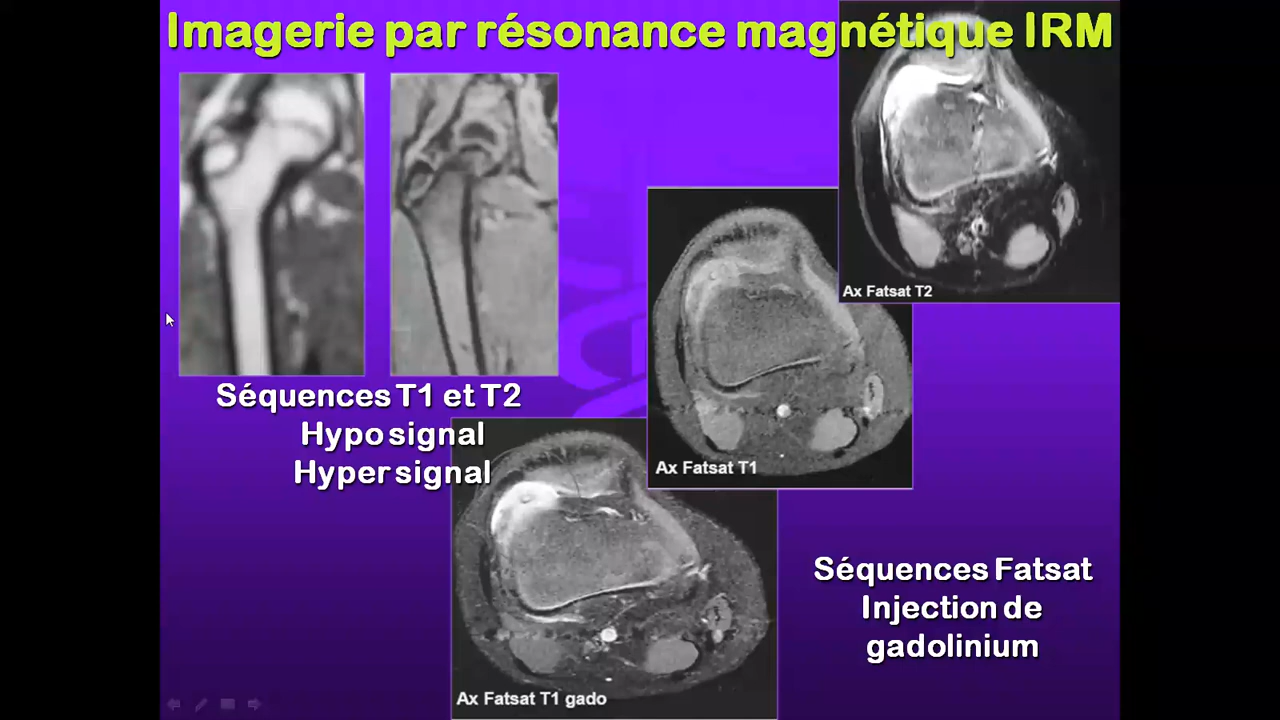 Imagerie par résonance magnétique IRM
Séquences T1 et T2
Hypo signal
Hyper signal
Ax Fatsat T2
Ax Fatsat T1
Ax Fatsat T1 gado
Séquences Fatsat
Injection de
gadolinium